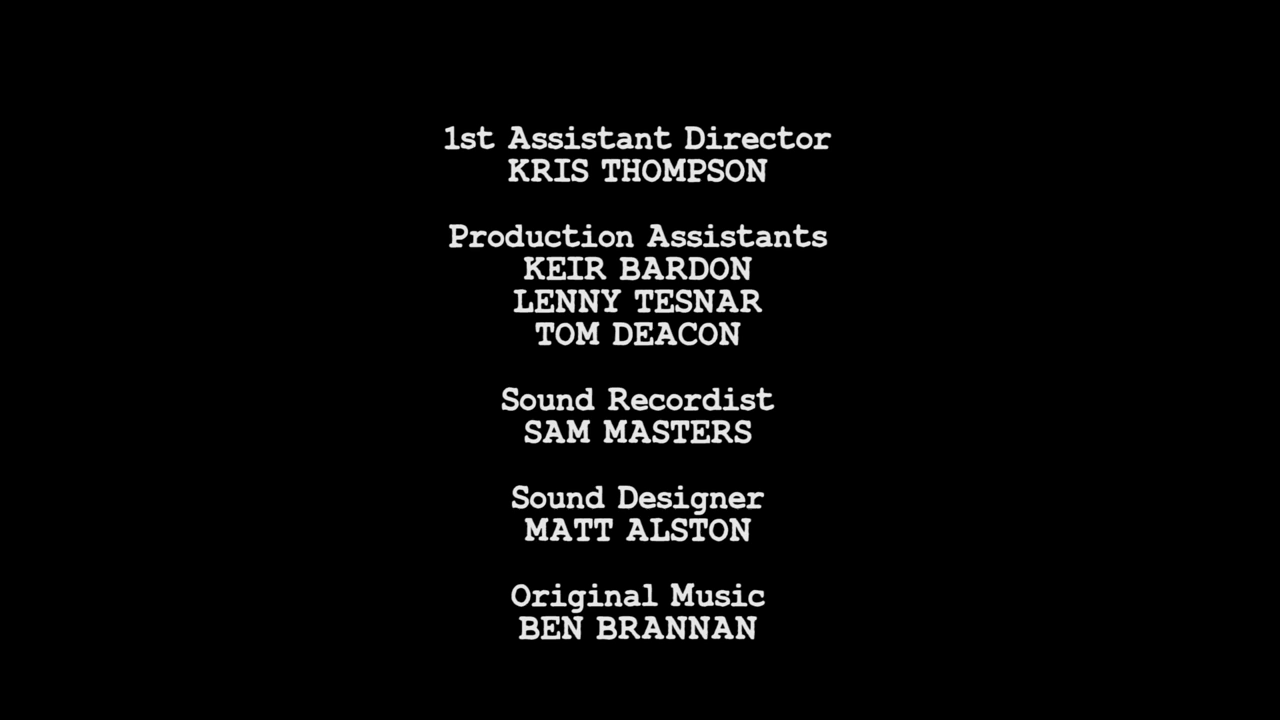 1st Assistant Director
KRIS THOMPSON
Production Assistants
KEIR BARDON
LENNY TESNAR
TOM DEACON
Sound Recordist
SAM MASTERS
Sound Designer
MATT ALSTON
Original Music
BEN BRANNAN